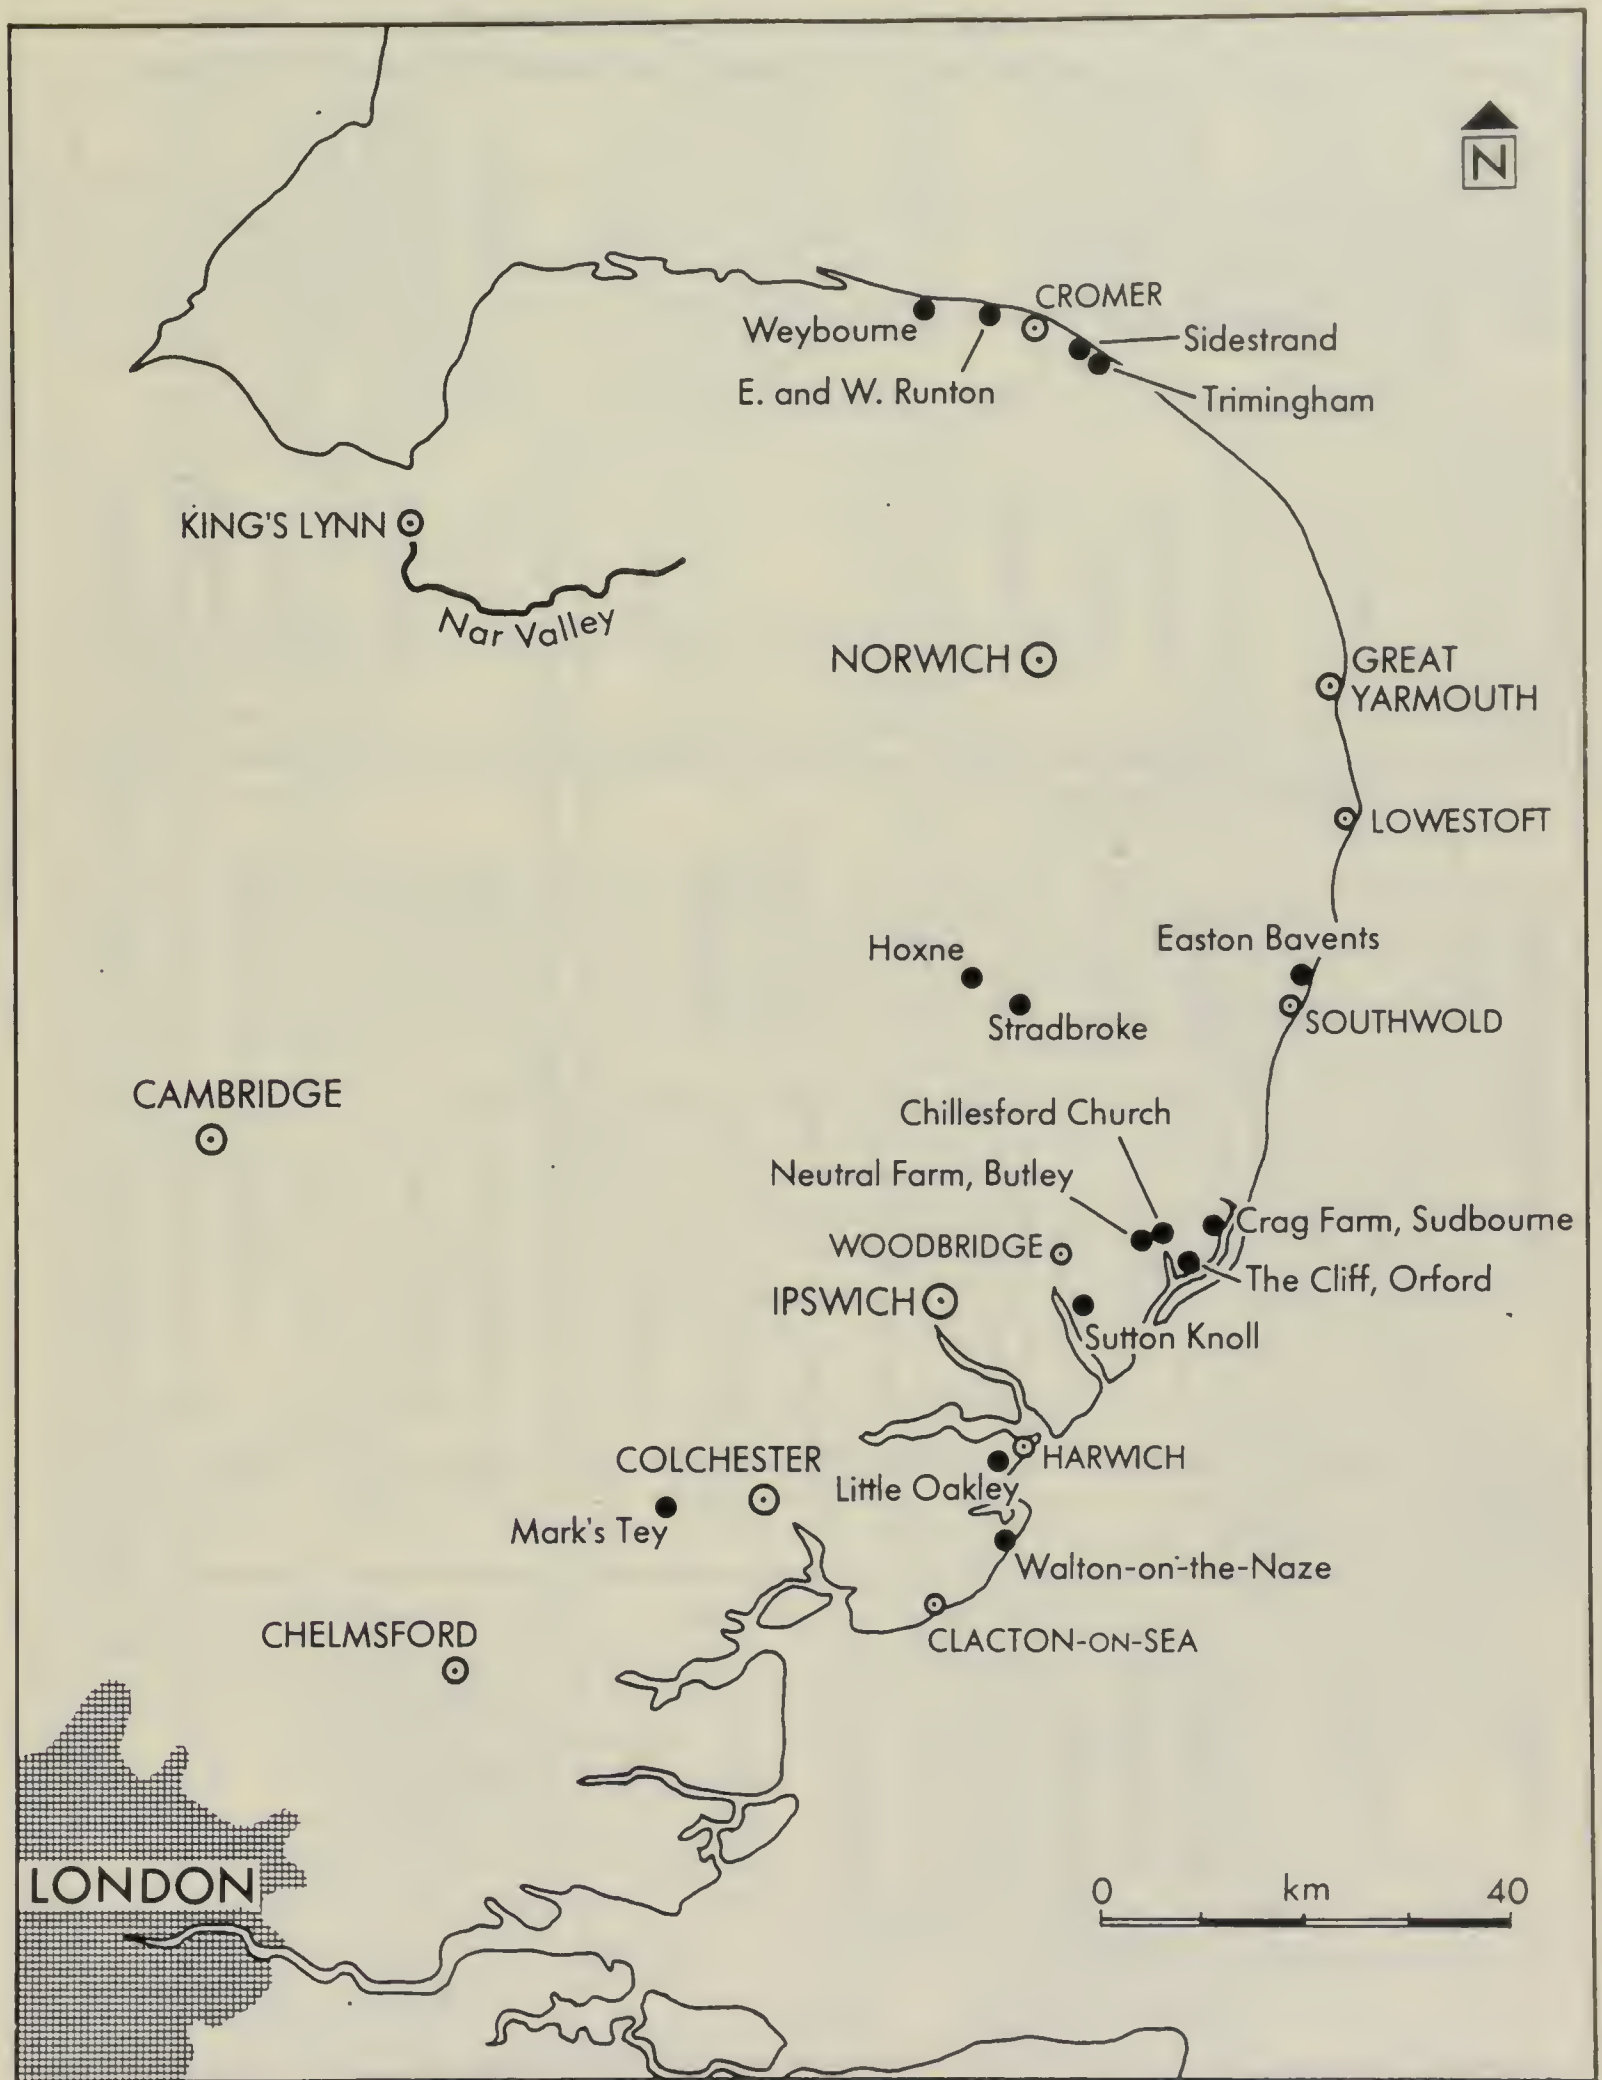 N
CROMER
Weybourne
Sidestrand
E. and W. Runton
Trimingham
KING'S LYNN
Nar Valley
NORWICH
GREAT
YARMOUTH
LOWESTOFT
Hoxne
Easton Bavents
Stradbroke
SOUTHWOLD
CAMBRIDGE
Chillesford Church
Neutral Farm, Butley
Crag Farm, Sudbourne
WOODBRIDGE
The Cliff, Orford
IPSWICH
Sutton Knoll
COLCHESTER
HARWICH
Little Oakley
Mark's Tey
Walton-on-the-Naze
CHELMSFORD
CLACTON-ON-SEA
LONDON
0 km 40